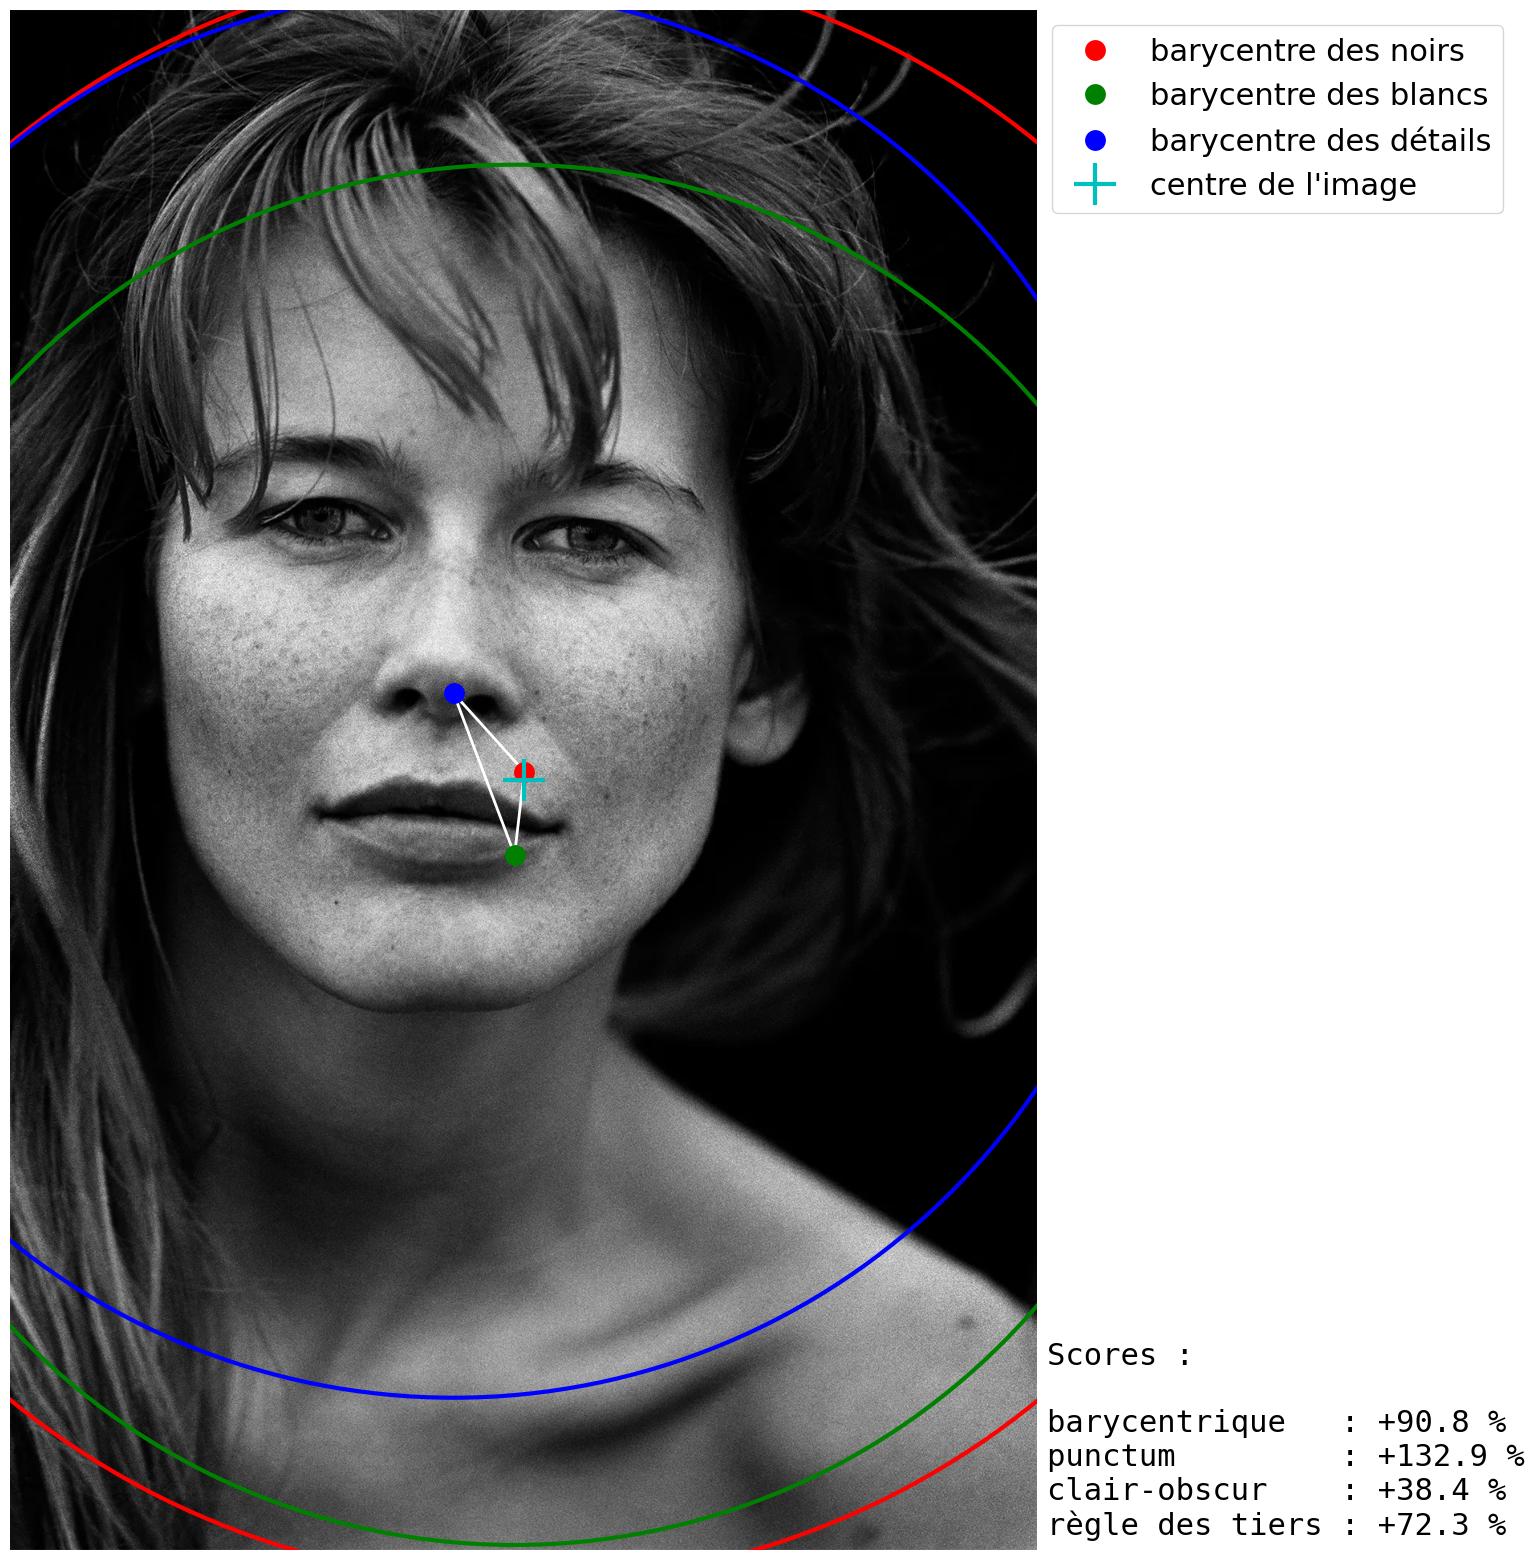 barycentre des noirs
barycentre des blancs
barycentre des détails
centre de l'image
Scores :
barycentrique : +90.8 %
punctum : +132.9 %
clair-obscur : +38.4 %
règle des tiers : +72.3 %